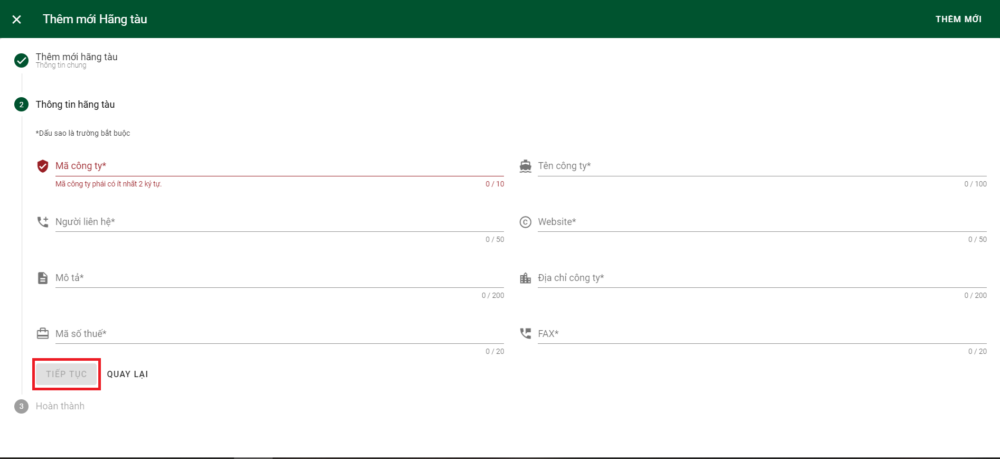 Thêm mới Hãng tàu
THÊM MỚI
Thêm mới hãng tàu
Thông tin chung
2 Thông tin hãng tàu
*Dấu sao là trường bắt buộc
Mã công ty*
Mã công ty phái có ít nhất 2 ký tự.
0 / 10
Tên công ty*
0 / 100
Người liên hệ*
0 / 50
Website*
0 / 50
Mô tả*
0 / 200
Địa chỉ công ty*
0 / 200
Mã số thuế*
0 / 20
FAX*
0 / 20
TIẾP TỤC QUAY LẠI
3 Hoàn thành